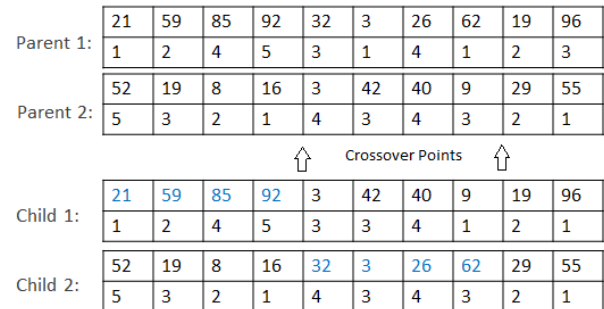 21 59 85 92 32 3 26 62 19 96
Parent 1:
1 2 4 5 3 1 4 1 2 3
52 19 8 16 3 42 40 9 29 55
Parent 2:
5 3 2 1 4 3 4 3 2 1
Crossover Points
21 59 85 92 3 42 40 9 19 96
Child 1:
1 2 4 5 3 3 4 1 2 1
52 19 8 16 32 3 26 62 29 55
Child 2:
5 3 2 1 4 3 4 3 2 1